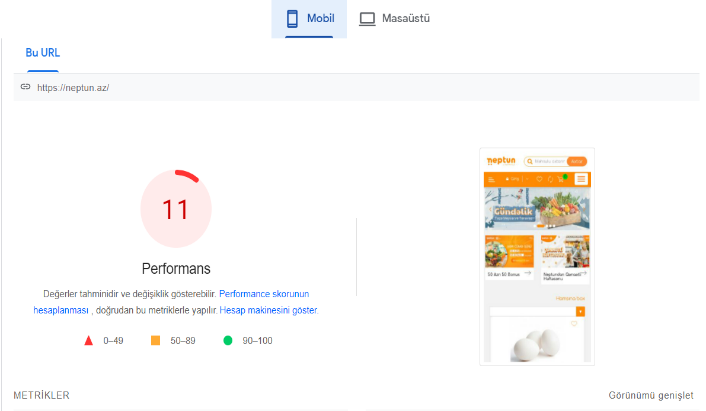 Mobil
Masaüstü
Bu URL
https://neptun.az/
11
Performans
Değerler tahminidir ve değişiklik gösterebilir. Performance skorunun
hesaplanması , doğrudan bu metriklerle yapılır. Hesap makinesini göster.
0–49
50–89
90–100
neptun
Gündəlik
METRİKLER
Görünümü genişlet